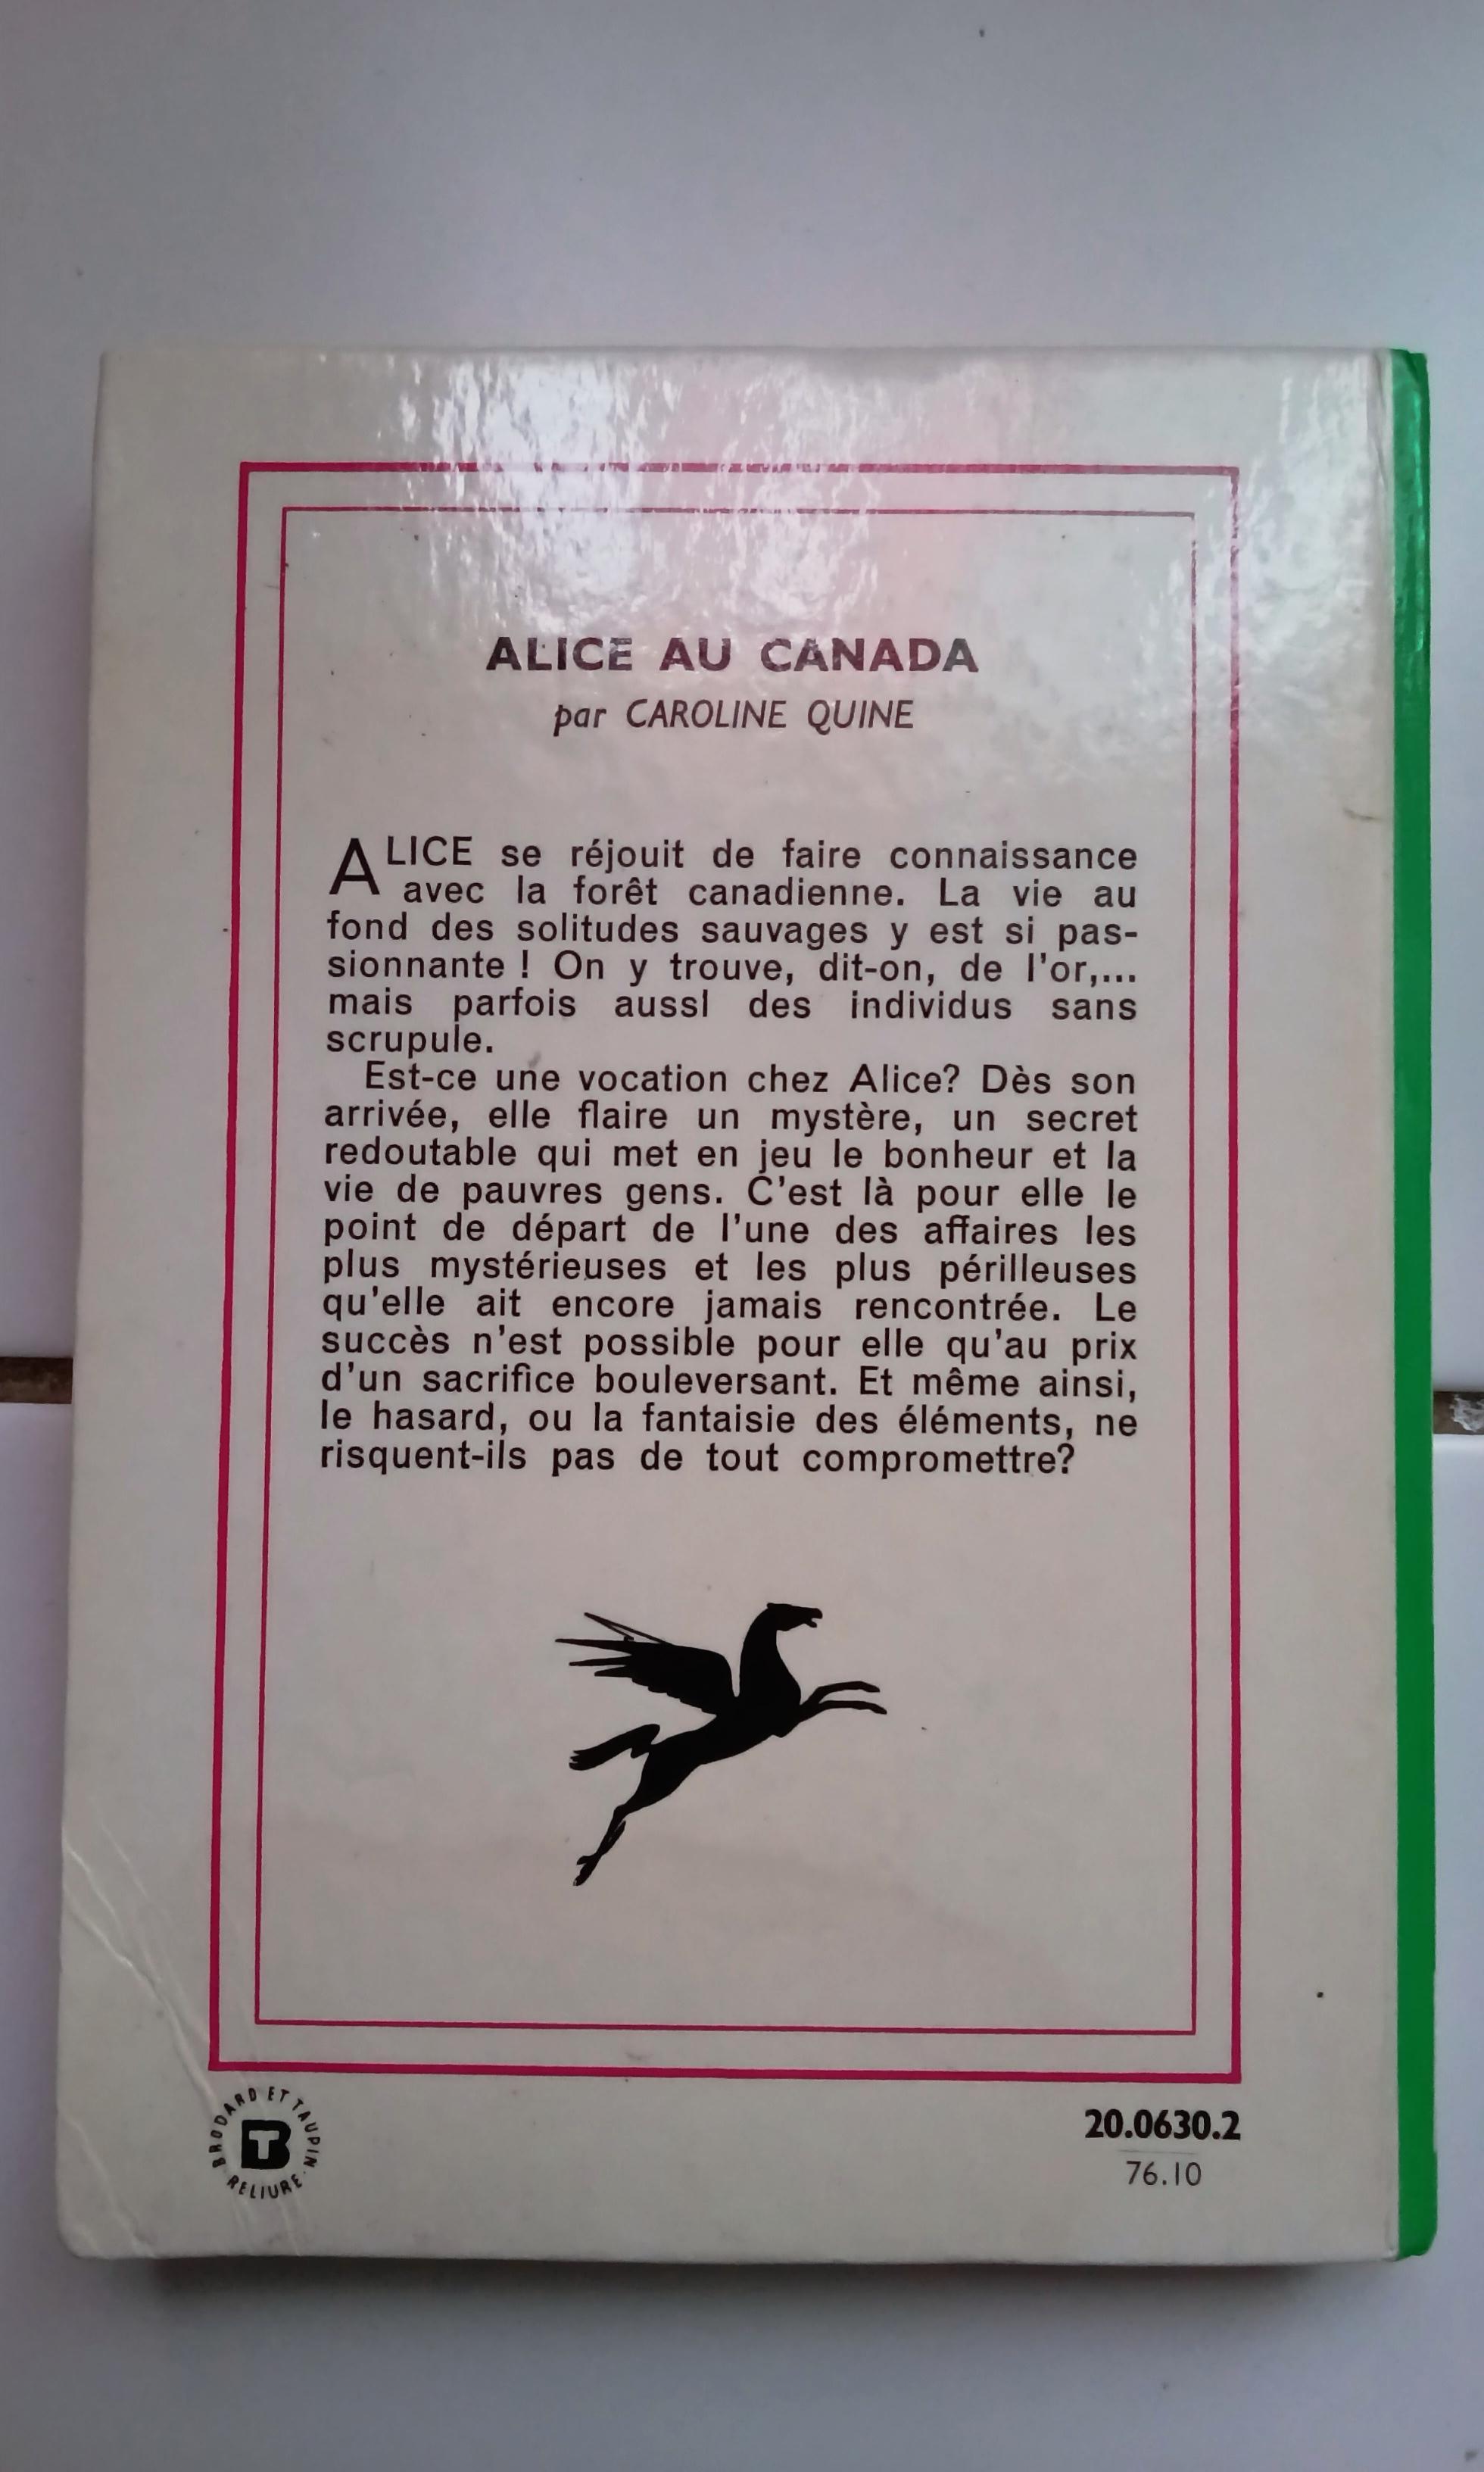 ALICE AU CANADA
par CAROLINE QUINE
ALICE se réjouit de faire connaissance
avec la forêt canadienne. La vie au
fond des solitudes sauvages y est si pas-
sionnante ! On y trouve, dit-on, de l'or,...
mais parfois aussi des individus sans
scrupule.
Est-ce une vocation chez Alice? Dès son
arrivée, elle flaire un mystère, un secret
redoutable qui met en jeu le bonheur et la
vie de pauvres gens. C'est là pour elle le
point de départ de l'une des affaires les
plus mystérieuses et les plus périlleuses
qu'elle ait encore jamais rencontrée. Le
succès n'est possible pour elle qu'au prix
d'un sacrifice bouleversant. Et même ainsi,
le hasard, ou la fantaisie des éléments, ne
risquent-ils pas de tout compromettre?
BRODARD ET TAUPIN
BT
RELIURE
20.0630.2
76.10